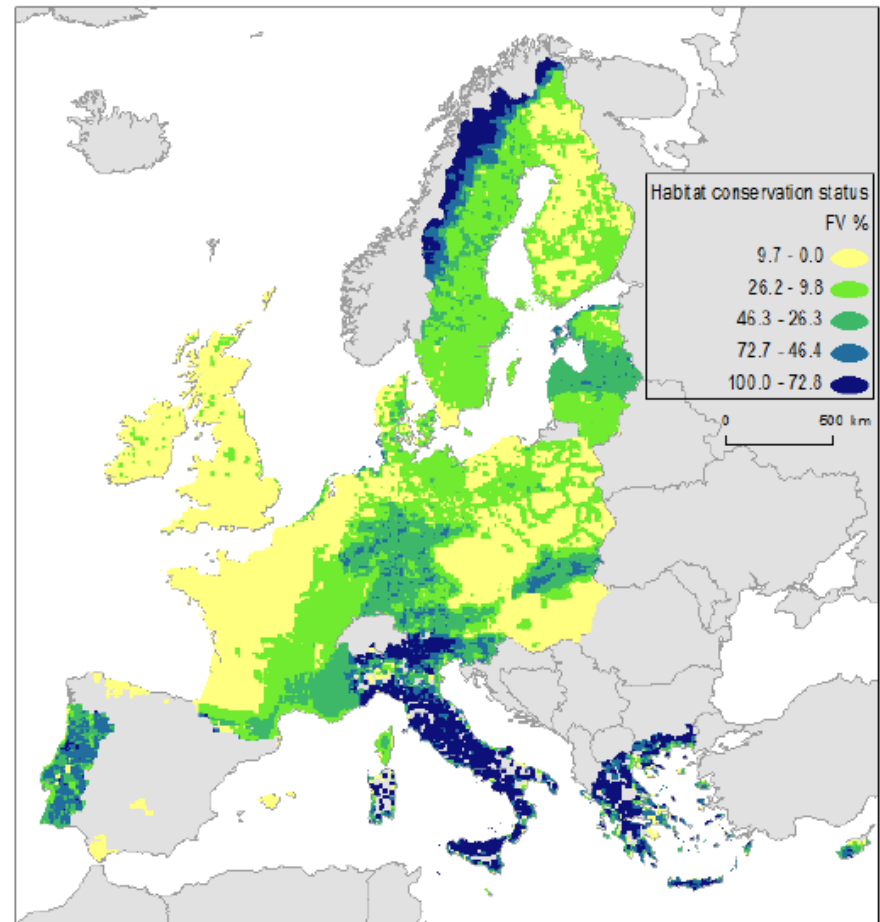 Habitat conservation status
FV %
9.7 - 0.0
26.2 - 9.8
46.3 - 26.3
72.7 - 46.4
100.0 - 72.8
0 500 km